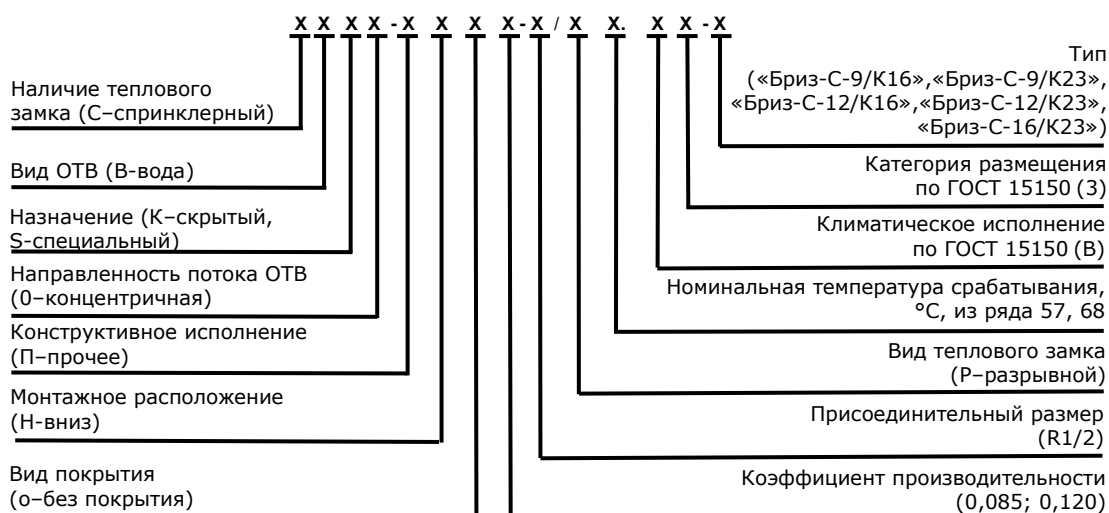 X X X X - X X X X - X / X X. X X - X
Наличие теплового
замка (С–спринклерный)
Вид ОТВ (В-вода)
Назначение (К–скрытый,
S-специальный)
Направленность потока ОТВ
(0–концентричная)
Конструктивное исполнение
(П–прочее)
Монтажное расположение
(Н-вниз)
Вид покрытия
(о–без покрытия)
Тип
(«Бриз-С-9/К16»,«Бриз-С-9/К23»,
«Бриз-С-12/К16»,«Бриз-С-12/К23»,
«Бриз-С-16/К23»)
Категория размещения
по ГОСТ 15150 (3)
Климатическое исполнение
по ГОСТ 15150 (В)
Номинальная температура срабатывания,
°С, из ряда 57, 68
Вид теплового замка
(Р–разрывной)
Присоединительный размер
(R1/2)
Коэффициент производительности
(0,085; 0,120)